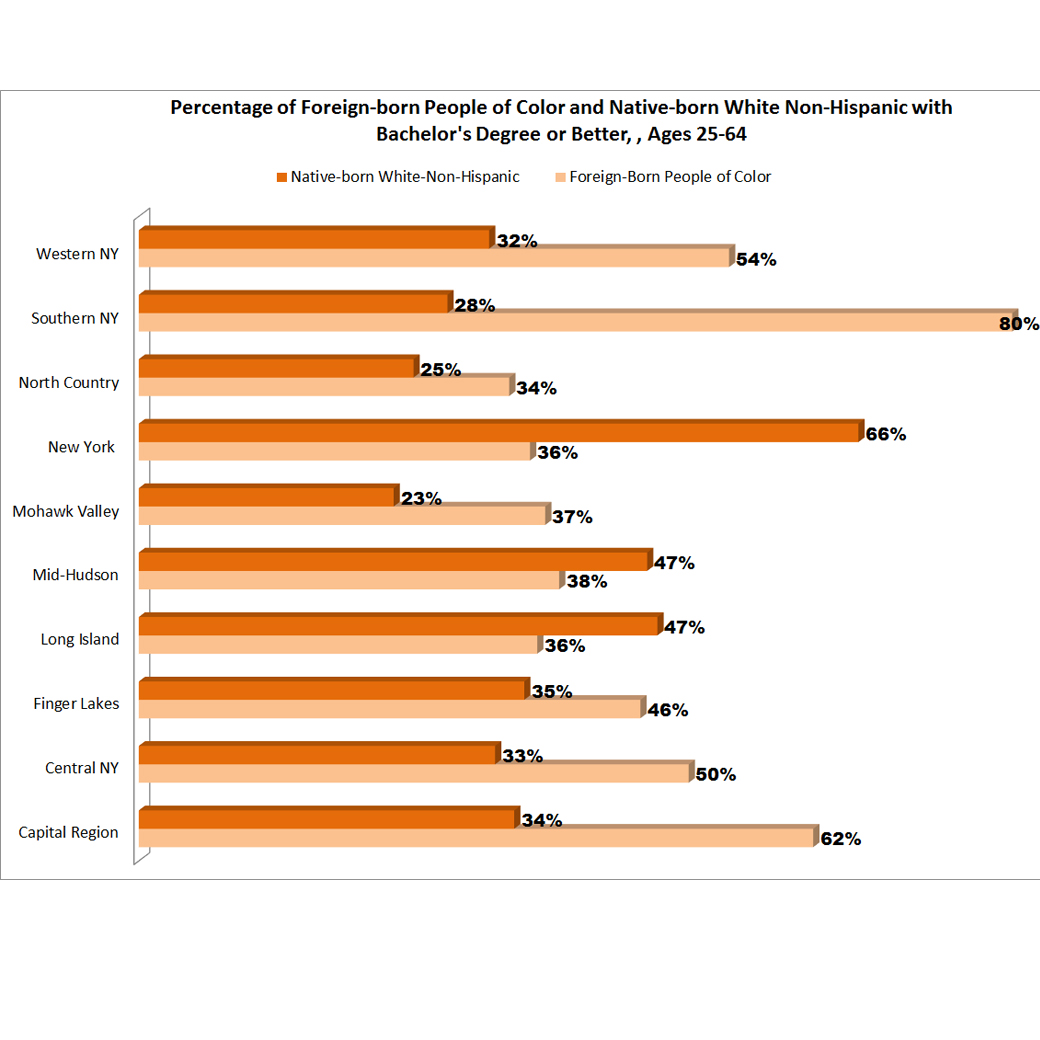 Percentage of Foreign-born People of Color and Native-born White Non-Hispanic with
Bachelor's Degree or Better, , Ages 25-64
Native-born White-Non-Hispanic
Foreign-Born People of Color
Western NY
32%
54%
Southern NY
28%
80%
North Country
25%
34%
New York
66%
36%
Mohawk Valley
23%
37%
Mid-Hudson
47%
38%
Long Island
47%
36%
Finger Lakes
35%
46%
Central NY
33%
50%
Capital Region
34%
62%